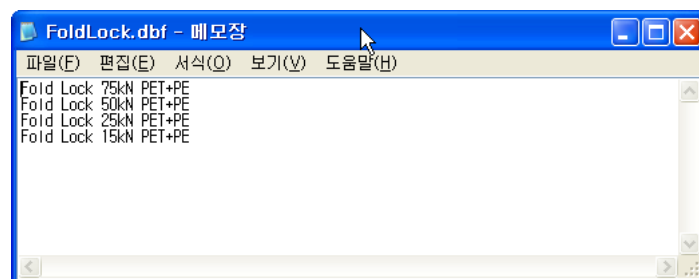 FoldLock.dbf - 메모장
파일(F) 편집(E) 서식(O) 보기(V) 도움말(H)
Fold Lock 75kN PET+PE
Fold Lock 50kN PET+PE
Fold Lock 25kN PET+PE
Fold Lock 15kN PET+PE